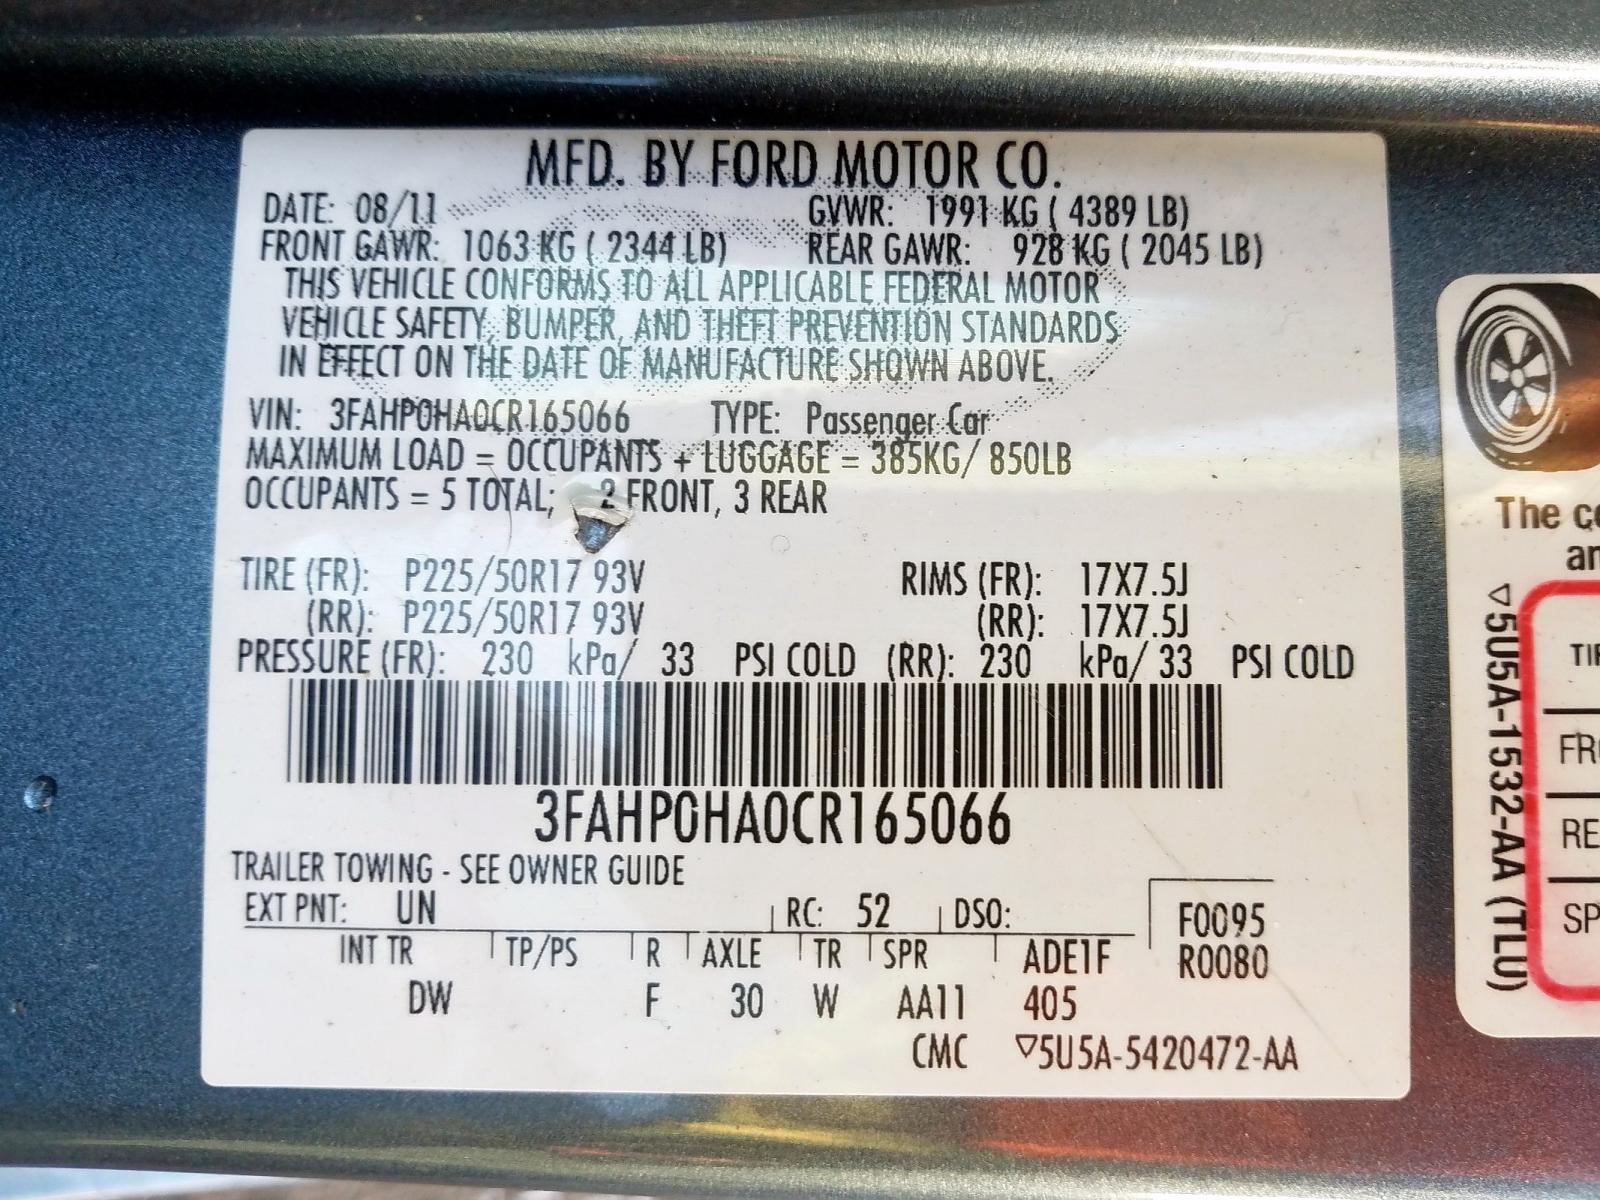 MFD. BY FORD MOTOR CO.
DATE: 08/11 GVWR: 1991 KG ( 4389 LB)
FRONT GAWR: 1063 KG ( 2344 LB) REAR GAWR: 928 KG ( 2045 LB)
THIS VEHICLE CONFORMS TO ALL APPLICABLE FEDERAL MOTOR
VEHICLE SAFETY, BUMPER, AND THEFT PREVENTION STANDARDS
IN EFFECT ON THE DATE OF MANUFACTURE SHOWN ABOVE.
VIN: 3FAHP0HA0CR165066 TYPE: Passenger Car
MAXIMUM LOAD = OCCUPANTS + LUGGAGE = 385KG/ 850LB
OCCUPANTS = 5 TOTAL; 2 FRONT, 3 REAR
TIRE (FR): P225/50R17 93V RIMS (FR): 17X7.5J
(RR): P225/50R17 93V (RR): 17X7.5J
PRESSURE (FR): 230 kPa/ 33 PSI COLD (RR): 230 kPa/ 33 PSI COLD
3FAHP0HA0CR165066
TRAILER TOWING - SEE OWNER GUIDE
EXT PNT: UN RC: 52 DSO: F0095
INT TR TP/PS R AXLE TR SPR ADE1F R0080
DW F 30 W AA11 405
CMC ▽5U5A-5420472-AA
The co
an
▽5U5A-1532-AA (TLU)
TIR
FRO
RE
SP